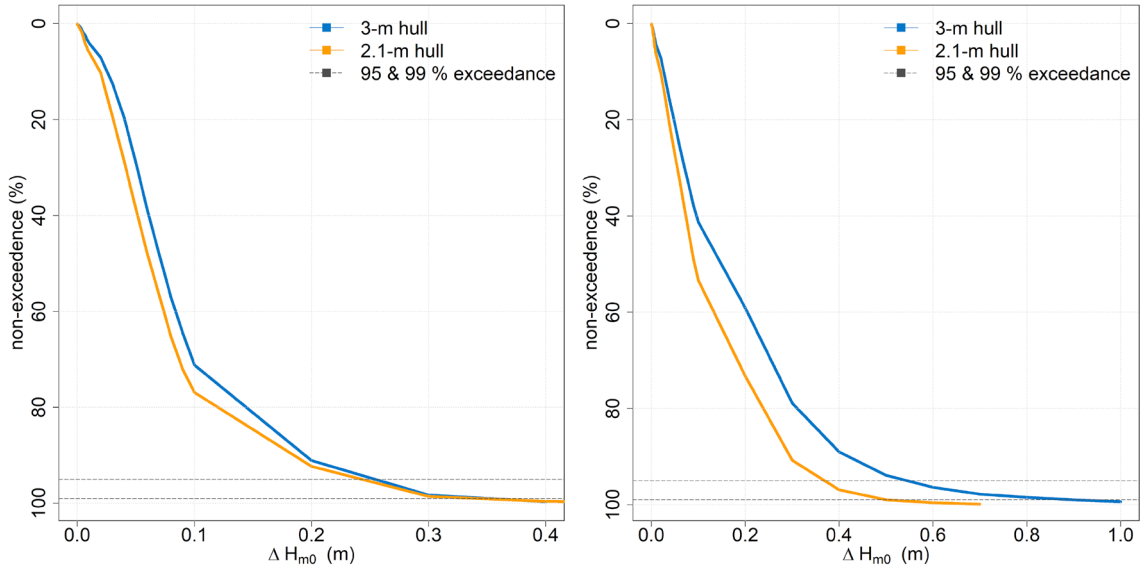 3-m hull
2.1-m hull
95 & 99 % exceedance
non-exceedence (%)
0
20
40
60
80
100
0.0 0.1 0.2 0.3 0.4
Δ Hm0 (m)
3-m hull
2.1-m hull
95 & 99 % exceedance
non-exceedence (%)
0
20
40
60
80
100
0.0 0.2 0.4 0.6 0.8 1.0
Δ Hm0 (m)